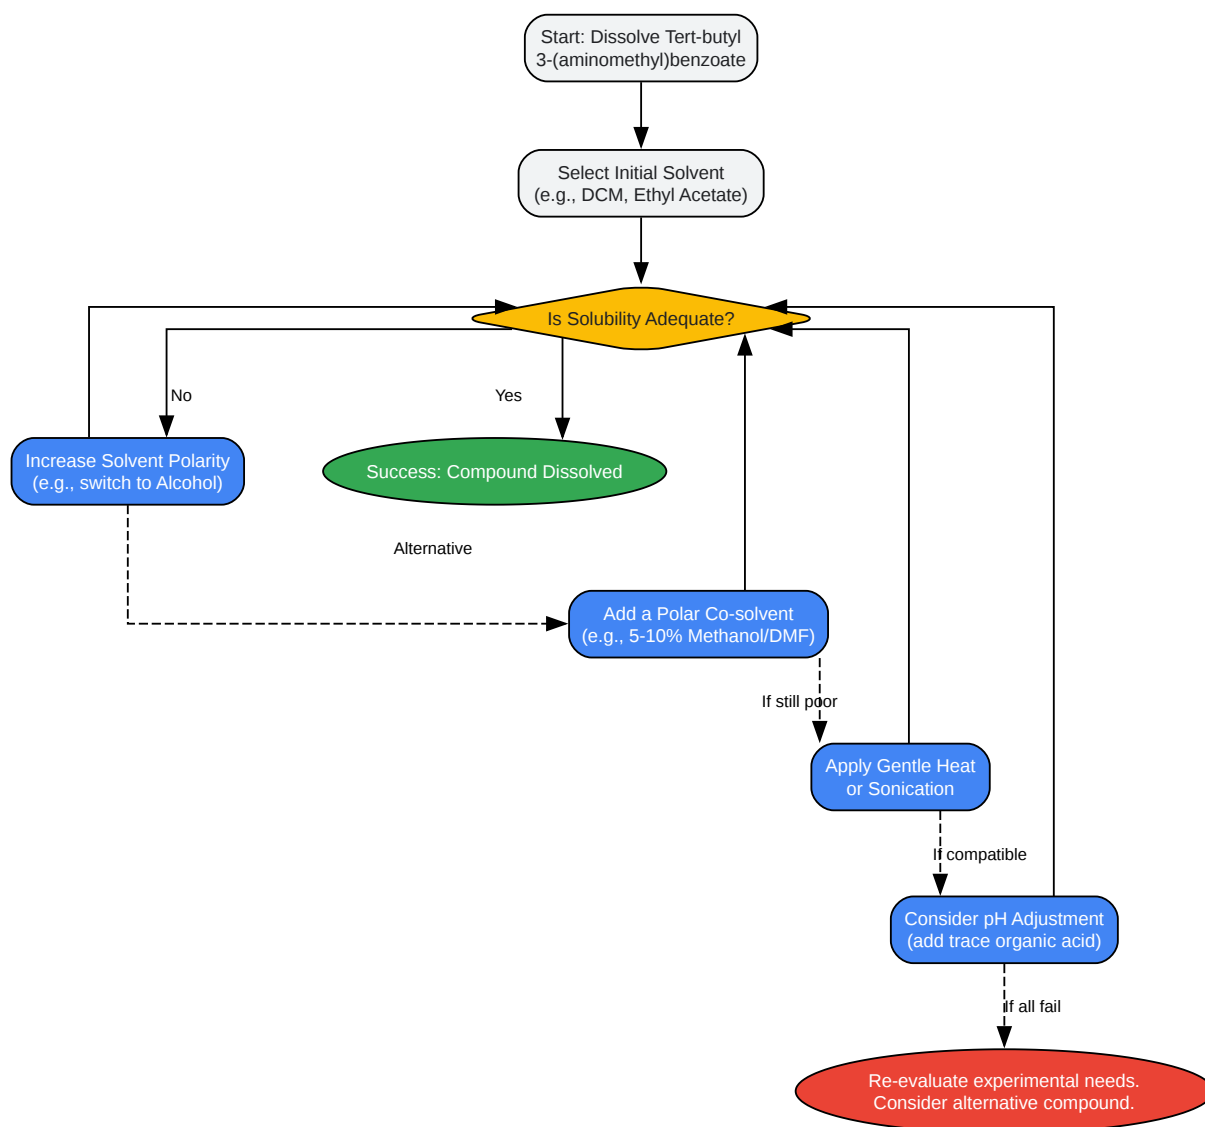 Start: Dissolve Tert-butyl
3-(aminomethyl)benzoate
Select Initial Solvent
(e.g., DCM, Ethyl Acetate)
Is Solubility Adequate?
No
Yes
Increase Solvent Polarity
(e.g., switch to Alcohol)
Success: Compound Dissolved
Alternative
Add a Polar Co-solvent
(e.g., 5-10% Methanol/DMF)
If still poor
Apply Gentle Heat
or Sonication
If compatible
Consider pH Adjustment
(add trace organic acid)
If all fail
Re-evaluate experimental needs.
Consider alternative compound.